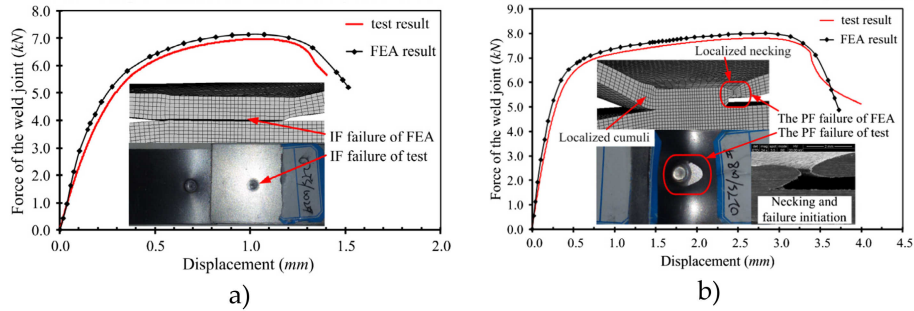 a)
Force of the weld joint (kN)
8.0
7.0
6.0
5.0
4.0
3.0
2.0
1.0
0.0
test result
FEA result
IF failure of FEA
IF failure of test
0.0 0.5 1.0 1.5 2.0
Displacement (mm)
a)
b)
Force of the weld joint (kN)
9.0
8.0
7.0
6.0
5.0
4.0
3.0
2.0
1.0
0.0
test result
FEA result
Localized necking
Localized cumuli
The PF failure of FEA
The PF failure of test
Necking and
failure initiation
0.0 0.5 1.0 1.5 2.0 2.5 3.0 3.5 4.0 4.5
Displacement (mm)
b)